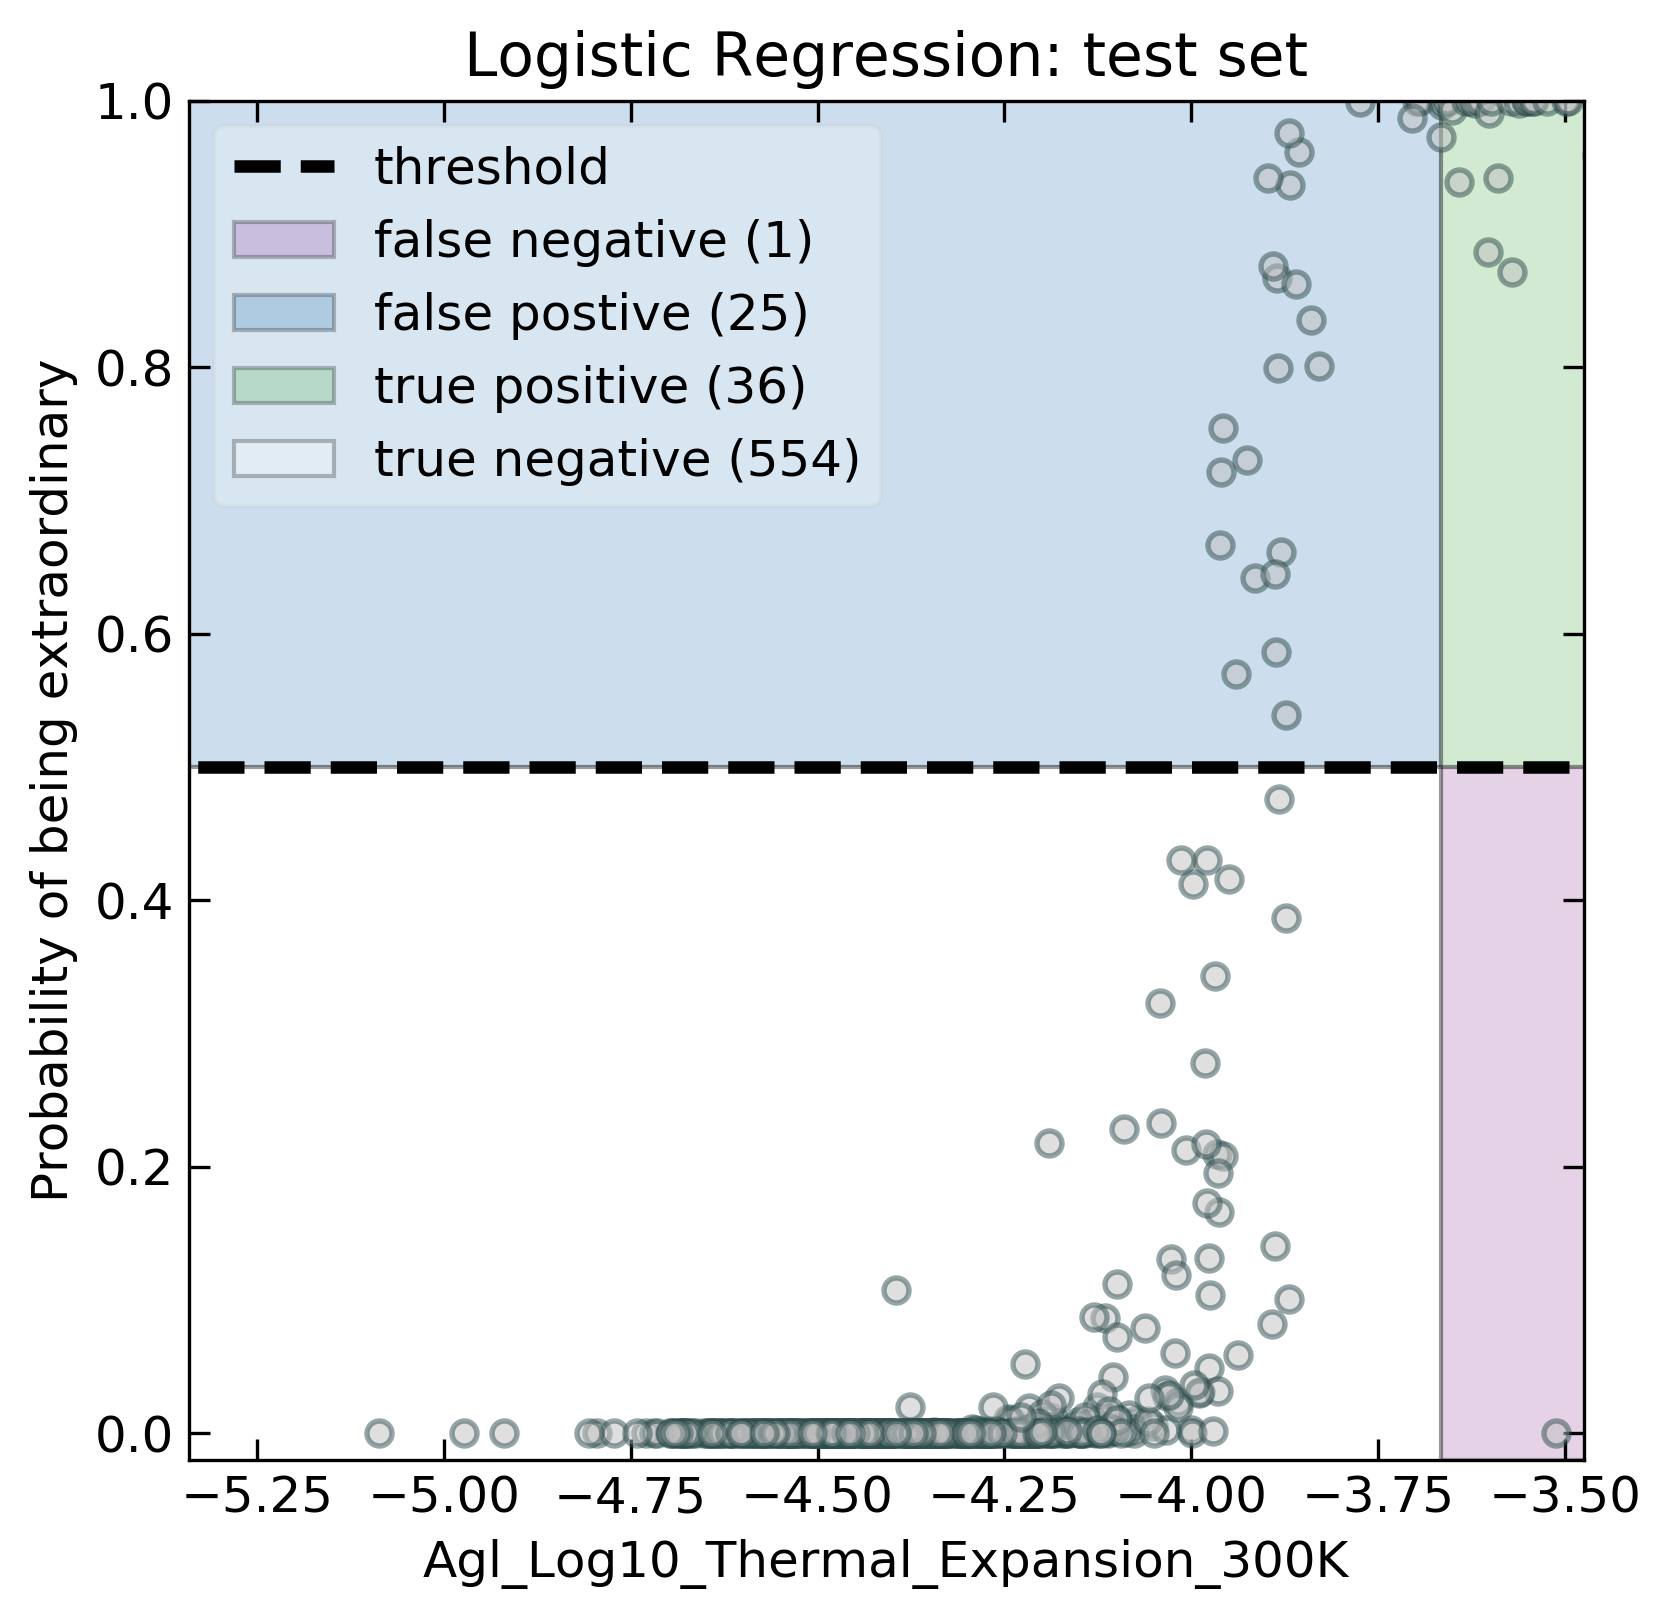 Logistic Regression: test set
1.0
0.8
0.6
0.4
0.2
0.0
Probability of being extraordinary
threshold
false negative (1)
false postive (25)
true positive (36)
true negative (554)
−5.25 −5.00 −4.75 −4.50 −4.25 −4.00 −3.75 −3.50
Agl_Log10_Thermal_Expansion_300K